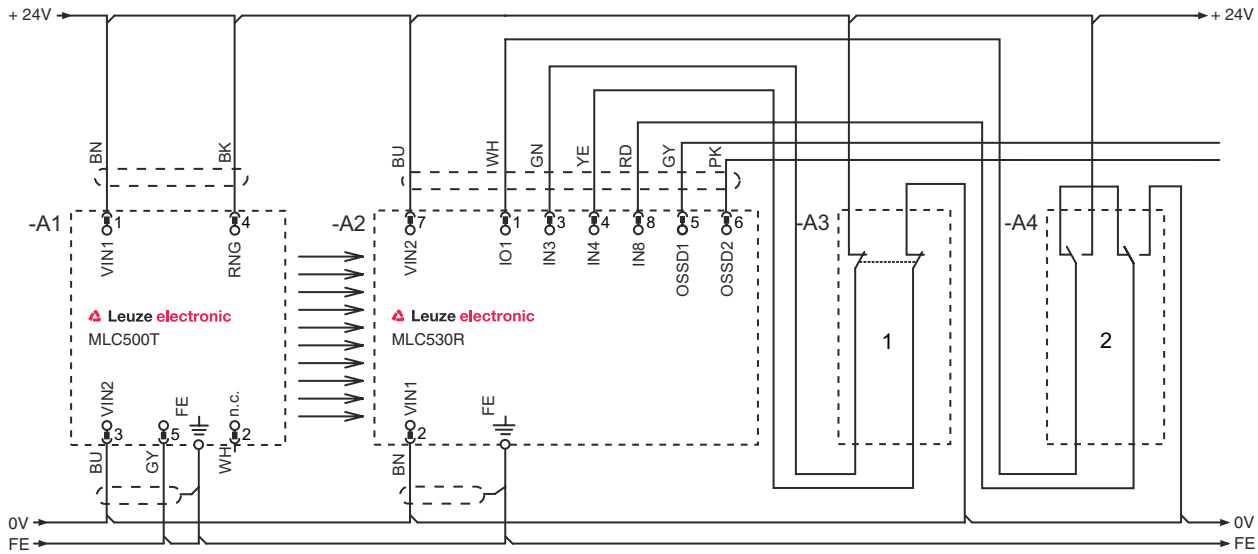 + 24V
+ 24V
BN
BK
BU
WH
GN
YE
RD
GY
PK
-A1
1
4
-A2
7
1
3
4
8
5
6
-A3
-A4
VIN1
RNG
VIN2
IO1
IN3
IN4
IN8
OSSD1
OSSD2
Leuze electronic
MLC500T
Leuze electronic
MLC530R
1
2
VIN2
FE
n.c.
VIN1
FE
3
5
2
2
BU
GY
WH
BN
0V
0V
FE
FE